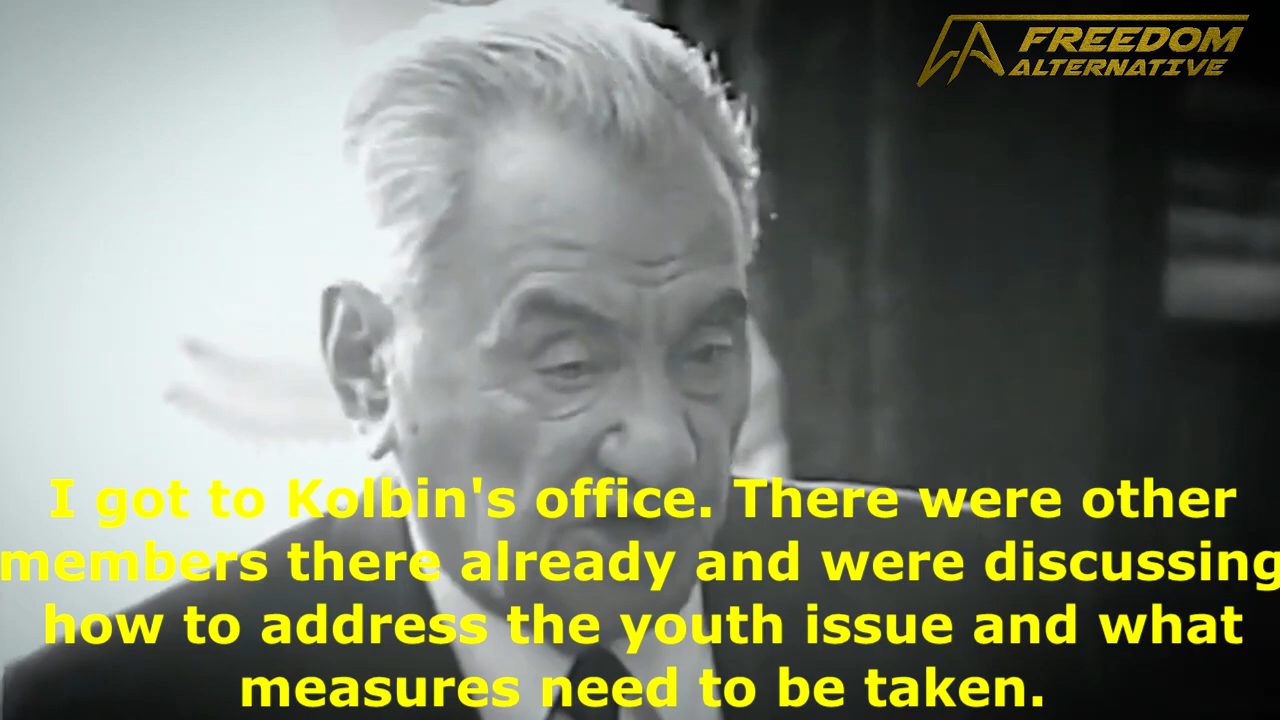 FREEDOM
ALTERNATIVE
I got to Kolbin's office. There were other
members there already and were discussing
how to address the youth issue and what
measures need to be taken.